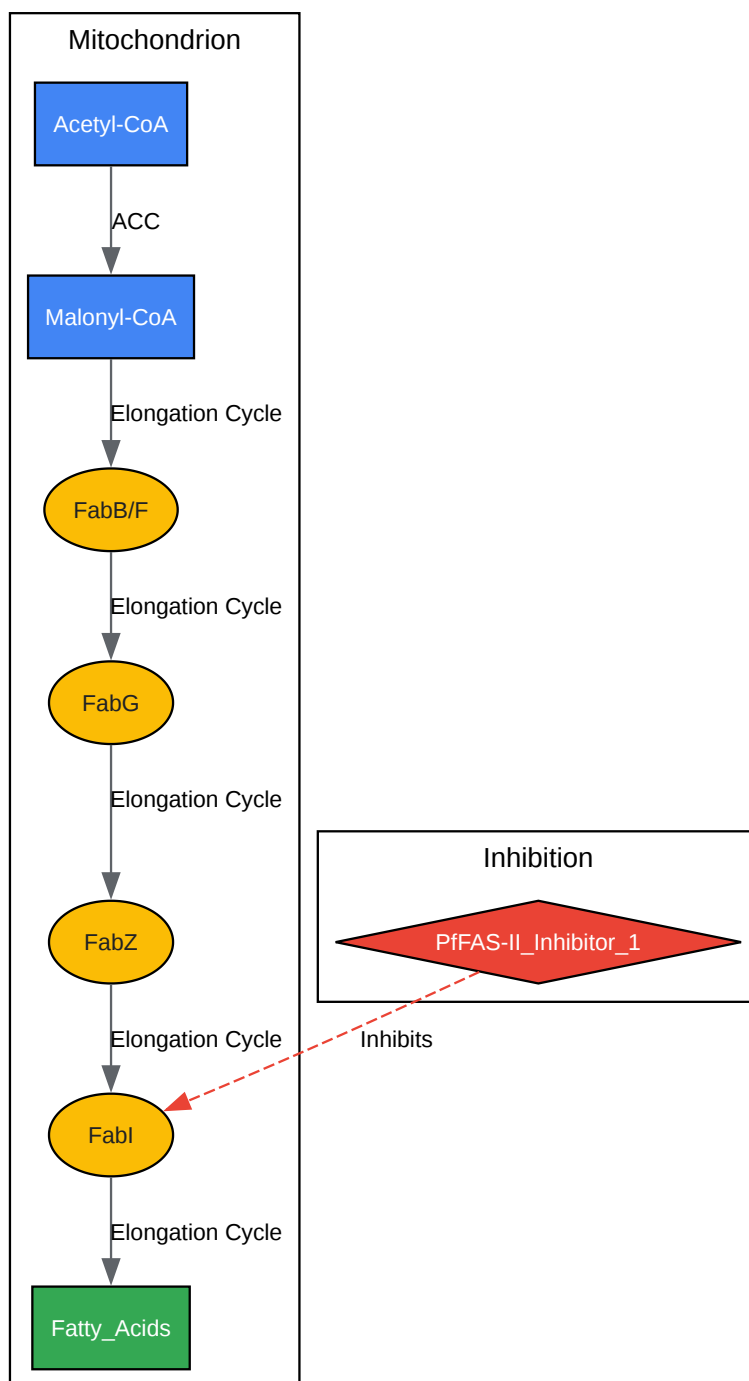 Mitochondrion
Acetyl-CoA
ACC
Malonyl-CoA
Elongation Cycle
FabB/F
Elongation Cycle
FabG
Elongation Cycle
Inhibition
FabZ
PfFAS-II_Inhibitor_1
Elongation Cycle
Inhibits
FabI
Elongation Cycle
Fatty_Acids